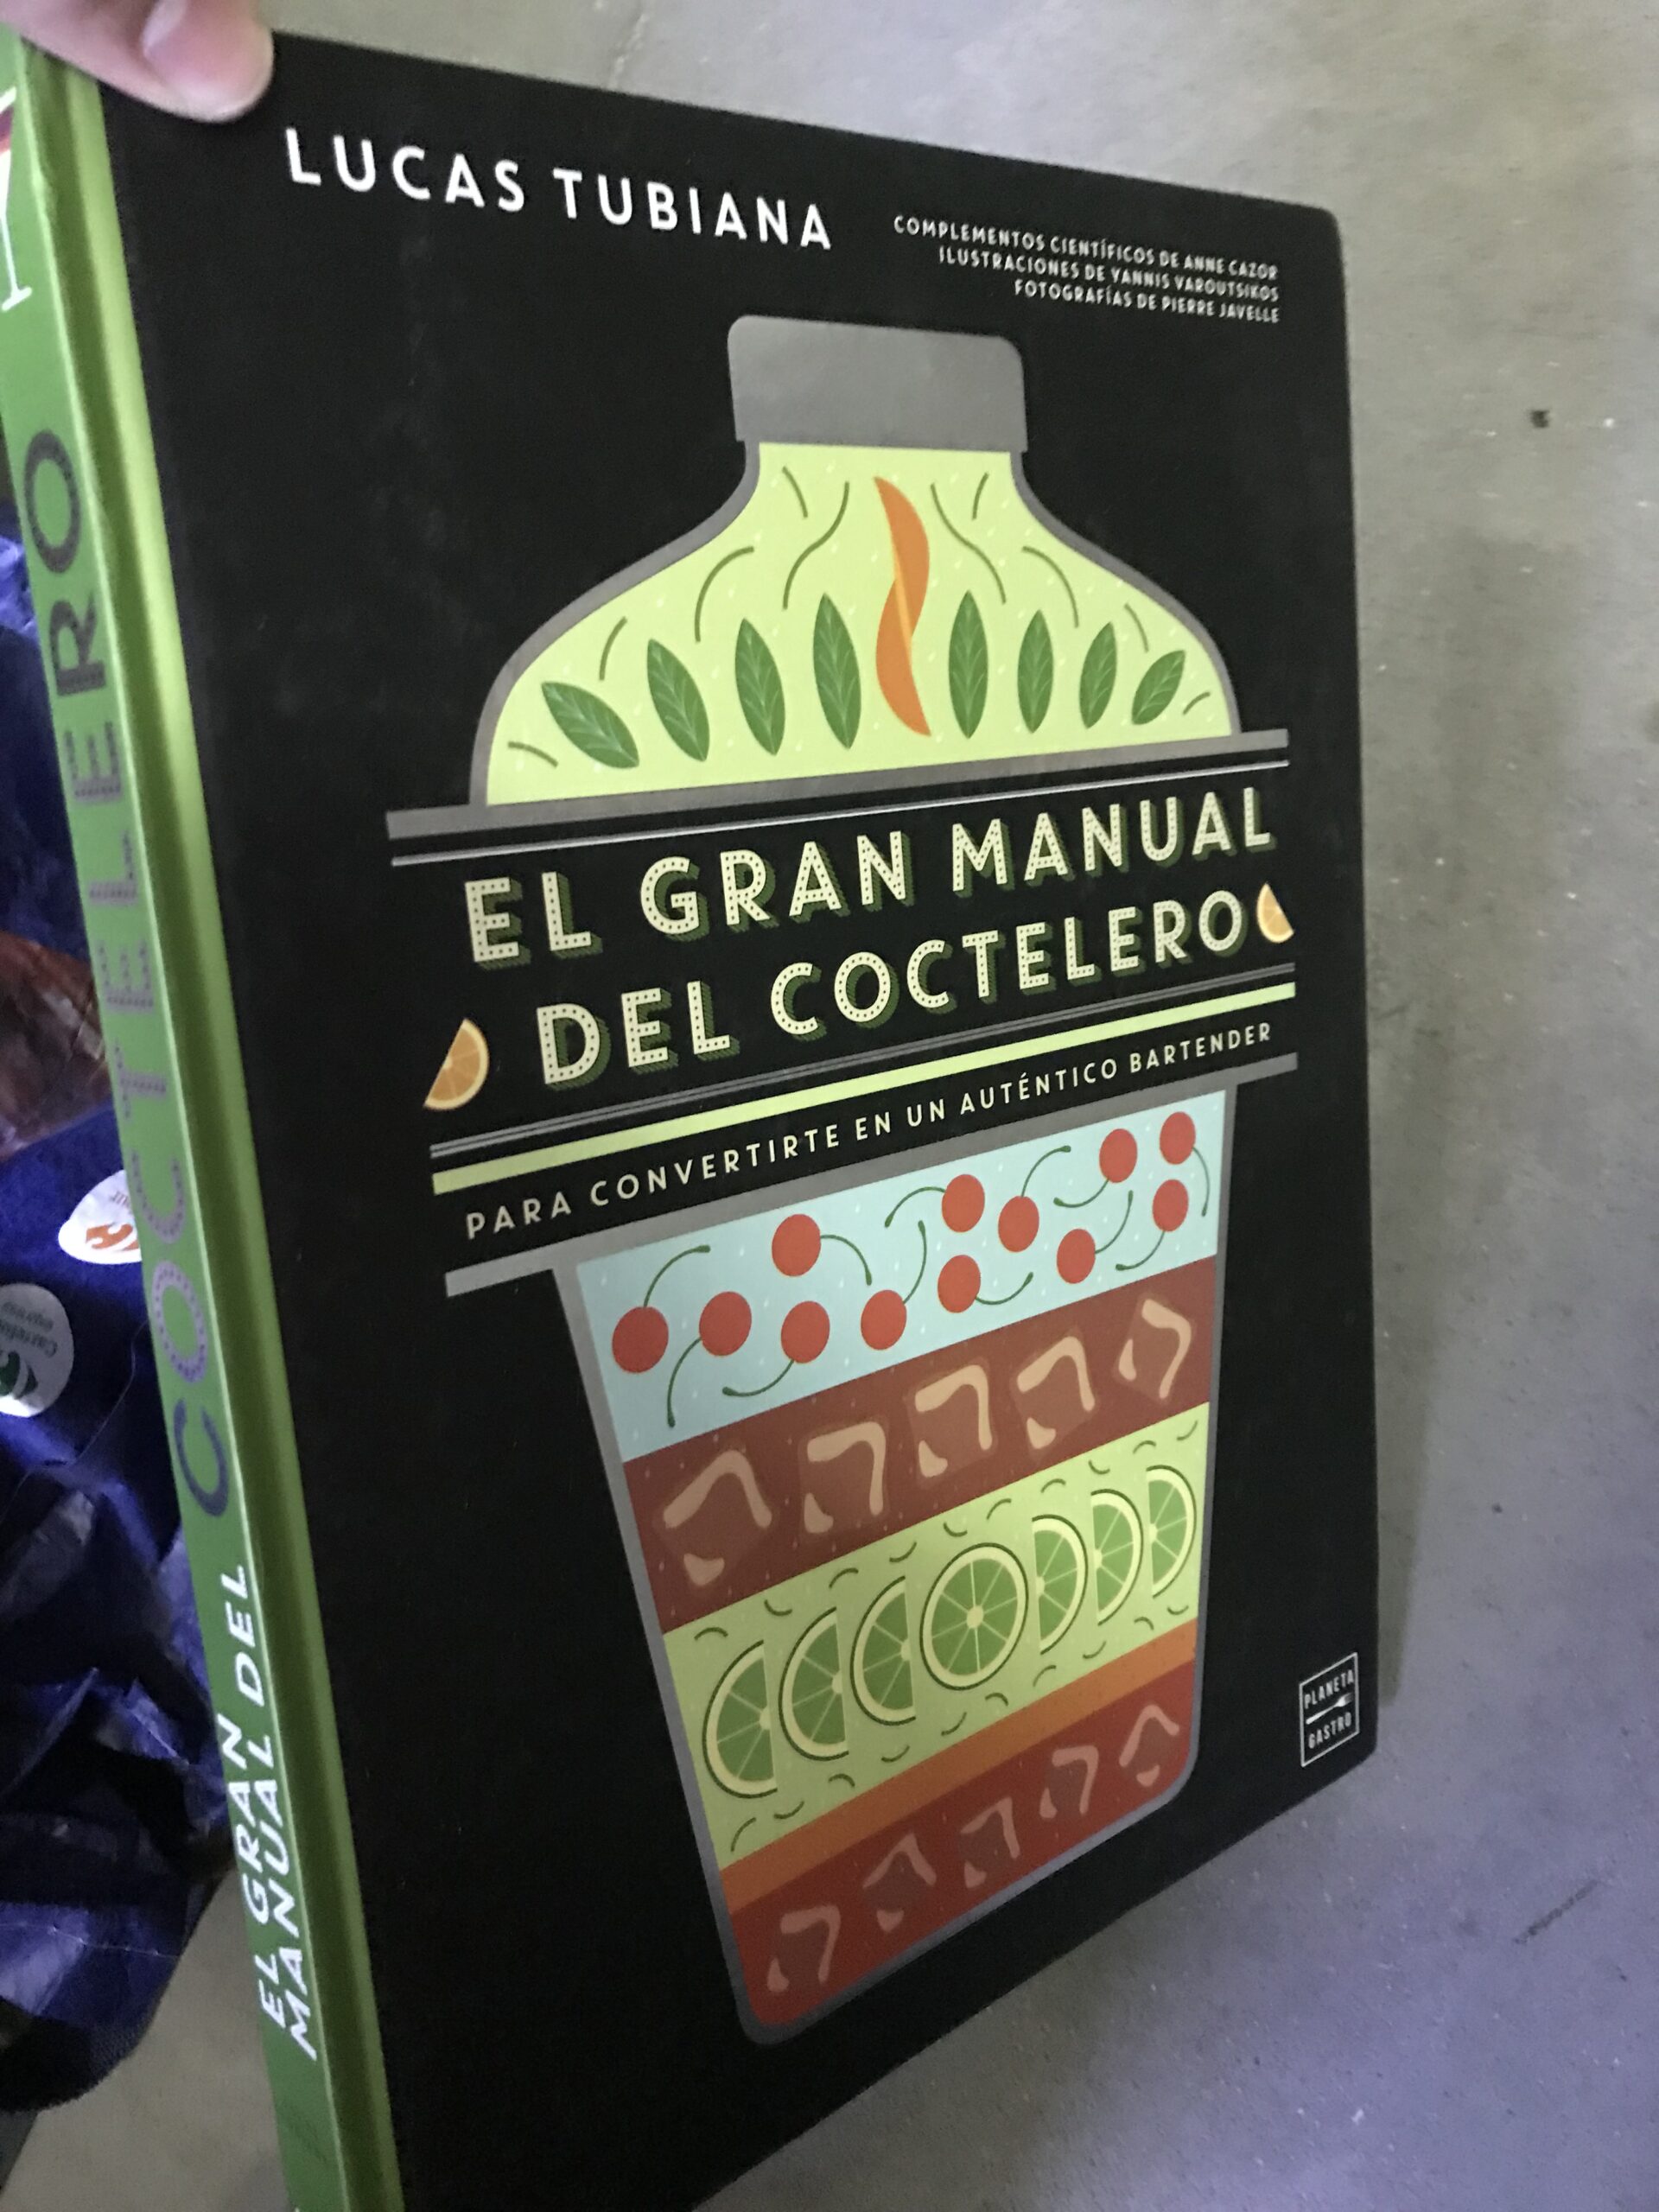 LUCAS TUBIANA
COMPLEMENTOS CIENTÍFICOS DE ANNE CAZOR
ILUSTRACIONES DE YANNIS VAROUTSIKOS
FOTOGRAFÍAS DE PIERRE JAVELLE
EL GRAN MANUAL
DEL COCTELERO
PARA CONVERTIRTE EN UN AUTÉNTICO BARTENDER
PLANETA
GASTRO
EL GRAN
MANUAL DEL
COCTELERO